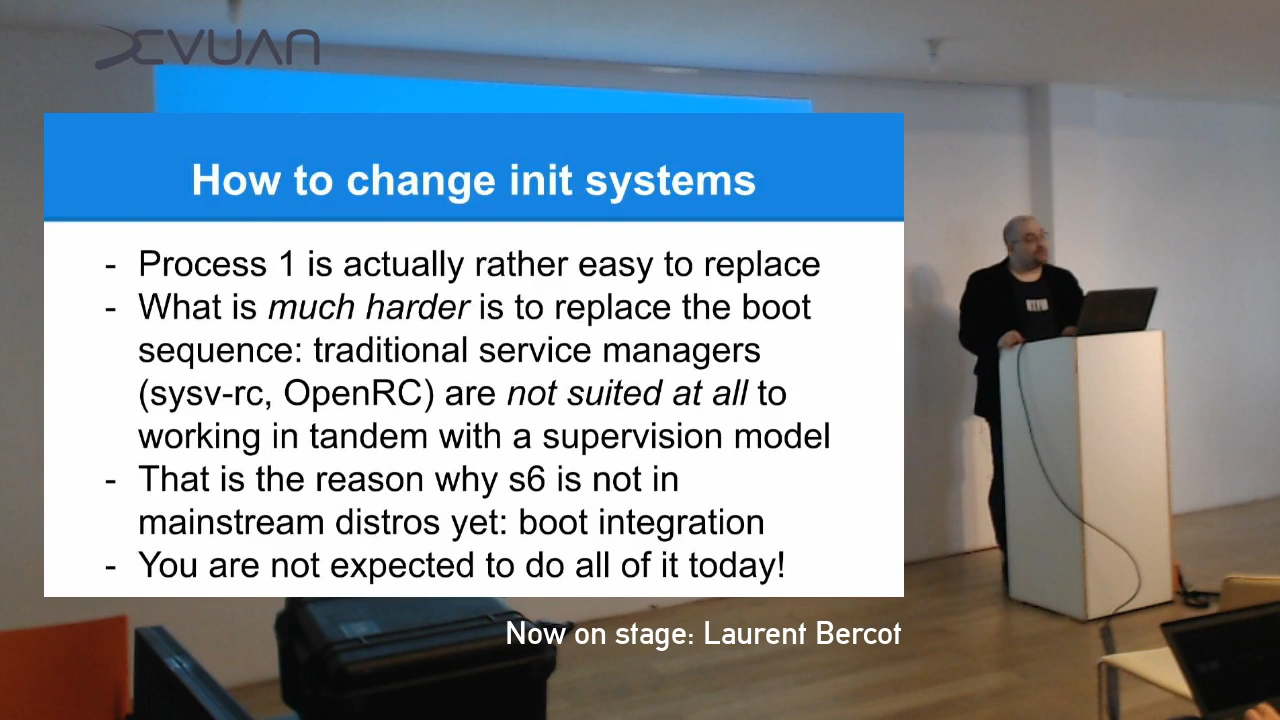 DEVUAN
How to change init systems
- Process 1 is actually rather easy to replace
- What is much harder is to replace the boot
sequence: traditional service managers
(sysv-rc, OpenRC) are not suited at all to
working in tandem with a supervision model
- That is the reason why s6 is not in
mainstream distros yet: boot integration
- You are not expected to do all of it today!
Now on stage: Laurent Bercot